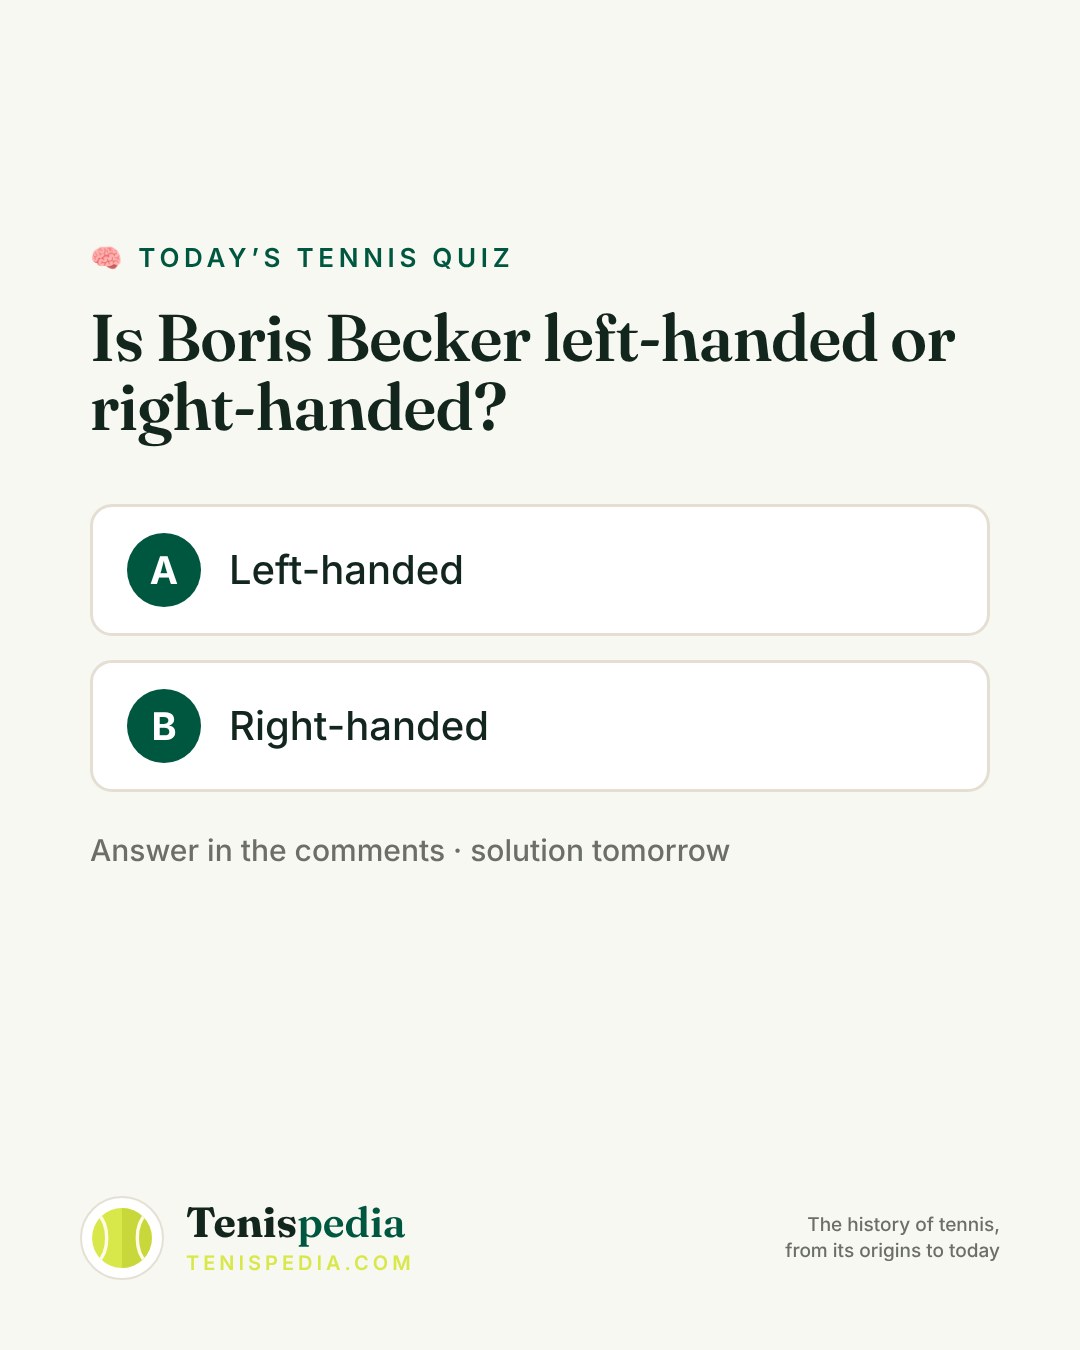 🧠 TODAY’S TENNIS QUIZ
Is Boris Becker left-handed or
right-handed?
A Left-handed
B Right-handed
Answer in the comments · solution tomorrow
Tenispedia
TENISPEDIA.COM
The history of tennis,
from its origins to today